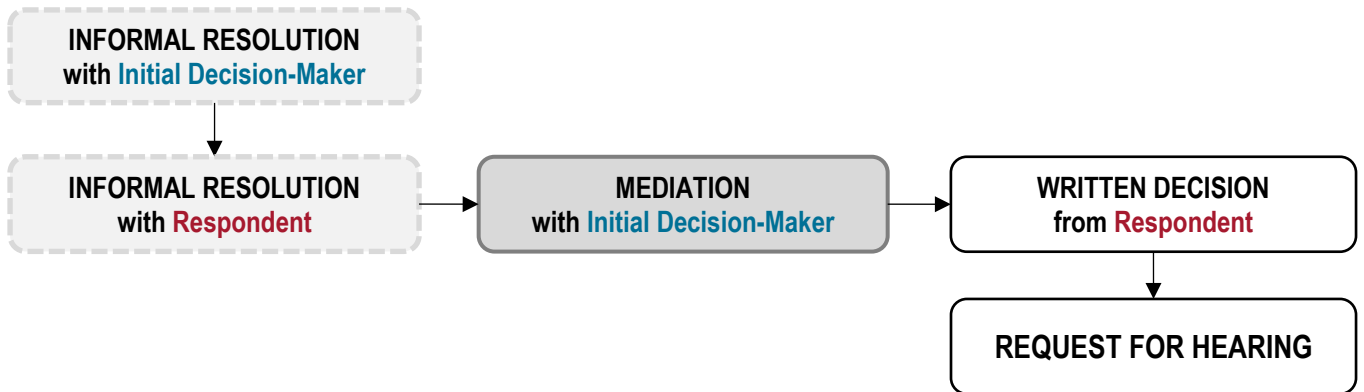 INFORMAL RESOLUTION
with Initial Decision-Maker
INFORMAL RESOLUTION
with Respondent
MEDIATION
with Initial Decision-Maker
WRITTEN DECISION
from Respondent
REQUEST FOR HEARING